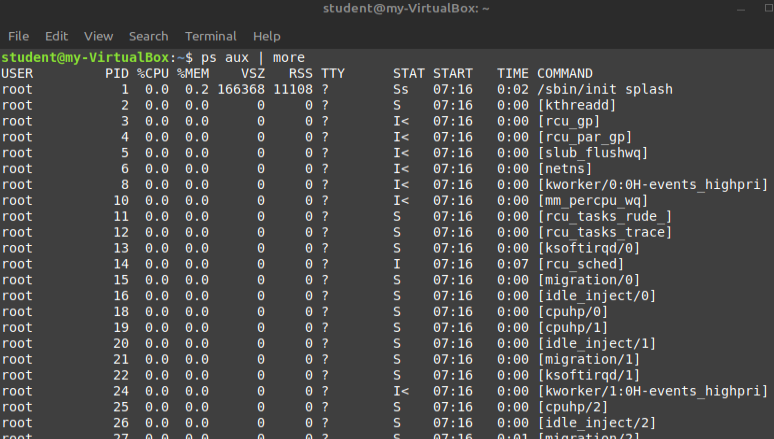 student@my-VirtualBox: ~
File Edit View Search Terminal Help
student@my-VirtualBox:~$ ps aux | more
USER PID %CPU %MEM VSZ RSS TTY STAT START TIME COMMAND
root 1 0.0 0.2 166368 11108 ? Ss 07:16 0:02 /sbin/init splash
root 2 0.0 0.0 0 0 ? S 07:16 0:00 [kthreadd]
root 3 0.0 0.0 0 0 ? I< 07:16 0:00 [rcu_gp]
root 4 0.0 0.0 0 0 ? I< 07:16 0:00 [rcu_par_gp]
root 5 0.0 0.0 0 0 ? I< 07:16 0:00 [slub_flushwq]
root 6 0.0 0.0 0 0 ? I< 07:16 0:00 [netns]
root 8 0.0 0.0 0 0 ? I< 07:16 0:00 [kworker/0:0H-events_highpri]
root 10 0.0 0.0 0 0 ? I< 07:16 0:00 [mm_percpu_wq]
root 11 0.0 0.0 0 0 ? S 07:16 0:00 [rcu_tasks_rude_]
root 12 0.0 0.0 0 0 ? S 07:16 0:00 [rcu_tasks_trace]
root 13 0.0 0.0 0 0 ? S 07:16 0:00 [ksoftirqd/0]
root 14 0.0 0.0 0 0 ? I 07:16 0:07 [rcu_sched]
root 15 0.0 0.0 0 0 ? S 07:16 0:00 [migration/0]
root 16 0.0 0.0 0 0 ? S 07:16 0:00 [idle_inject/0]
root 18 0.0 0.0 0 0 ? S 07:16 0:00 [cpuhp/0]
root 19 0.0 0.0 0 0 ? S 07:16 0:00 [cpuhp/1]
root 20 0.0 0.0 0 0 ? S 07:16 0:00 [idle_inject/1]
root 21 0.0 0.0 0 0 ? S 07:16 0:00 [migration/1]
root 22 0.0 0.0 0 0 ? S 07:16 0:00 [ksoftirqd/1]
root 24 0.0 0.0 0 0 ? I< 07:16 0:00 [kworker/1:0H-events_highpri]
root 25 0.0 0.0 0 0 ? S 07:16 0:00 [cpuhp/2]
root 26 0.0 0.0 0 0 ? S 07:16 0:00 [idle_inject/2]
root 27 0.0 0.0 0 0 ? S 07:16 0:01 [migration/2]